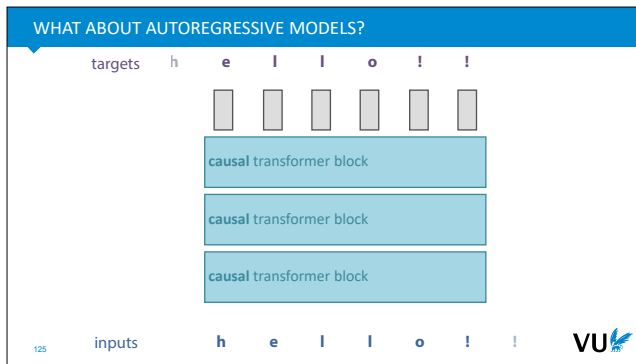 WHAT ABOUT AUTOREGRESSIVE MODELS?
targets h e l l o ! !
causal transformer block
causal transformer block
causal transformer block
125 inputs h e l l o ! !
VU